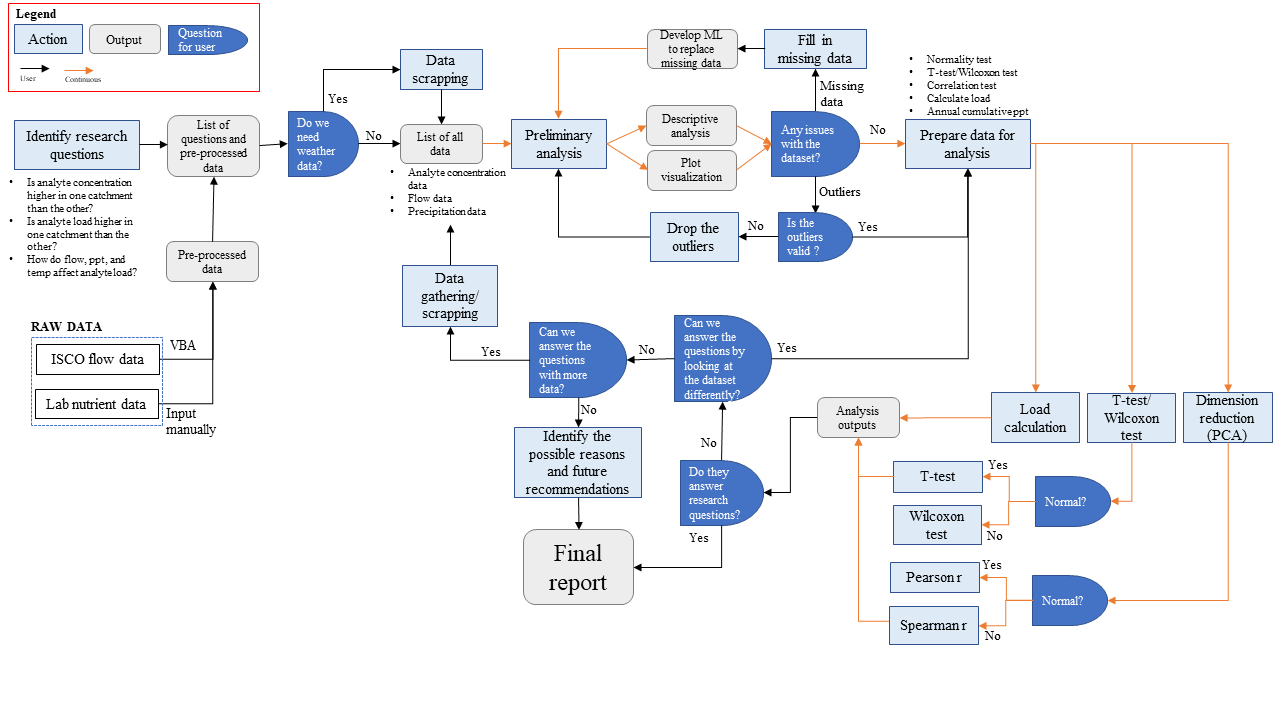 Legend
Action
Output
Question
for user
User
Continuous
Identify research
questions
• Is analyte concentration
higher in one catchment
than the other?
• Is analyte load higher in
one catchment than the
other?
• How do flow, ppt, and
temp affect analyte load?
RAW DATA
ISCO flow data
Lab nutrient data
VBA
Input
manually
Pre-processed
data
List of
questions and
pre-processed
data
Do we
need
weather
data?
Yes
No
Data
scrapping
List of all
data
• Analyte concentration
data
• Flow data
• Precipitation data
Data
gathering/
scrapping
Preliminary
analysis
Develop ML
to replace
missing data
Fill in
missing data
Missing
data
Descriptive
analysis
Plot
visualization
Any issues
with the
dataset?
No
Outliers
Is the
outliers
valid ?
No
Yes
Drop the
outliers
• Normality test
• T-test/Wilcoxon test
• Correlation test
• Calculate load
• Annual cumulative ppt
Prepare data for
analysis
Load
calculation
T-test/
Wilcoxon
test
Dimension
reduction
(PCA)
Normal?
Yes
No
T-test
Wilcoxon
test
Normal?
Yes
No
Pearson r
Spearman r
Analysis
outputs
Do they
answer
research
questions?
No
Yes
Can we
answer the
questions by
looking at
the dataset
differently?
Yes
No
Can we
answer the
questions
with more
data?
Yes
No
Identify the
possible reasons
and future
recommendations
Final
report